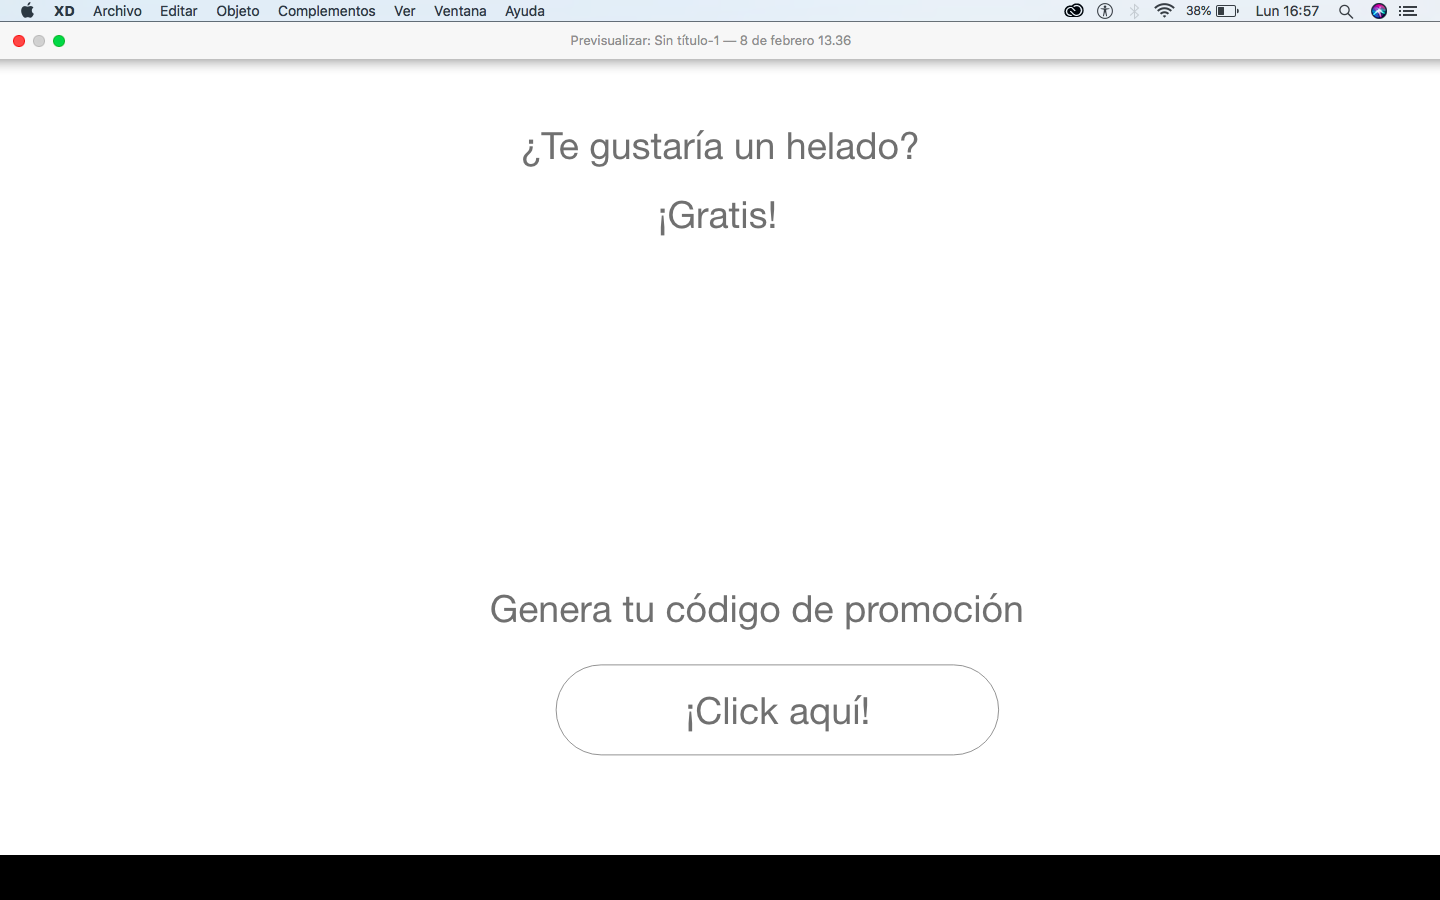 XD Archivo Editar Objeto Complementos Ver Ventana Ayuda 38% Lun 16:57
Previsualizar: Sin título-1 — 8 de febrero 13.36
¿Te gustaría un helado?
¡Gratis!
Genera tu código de promoción
¡Click aquí!